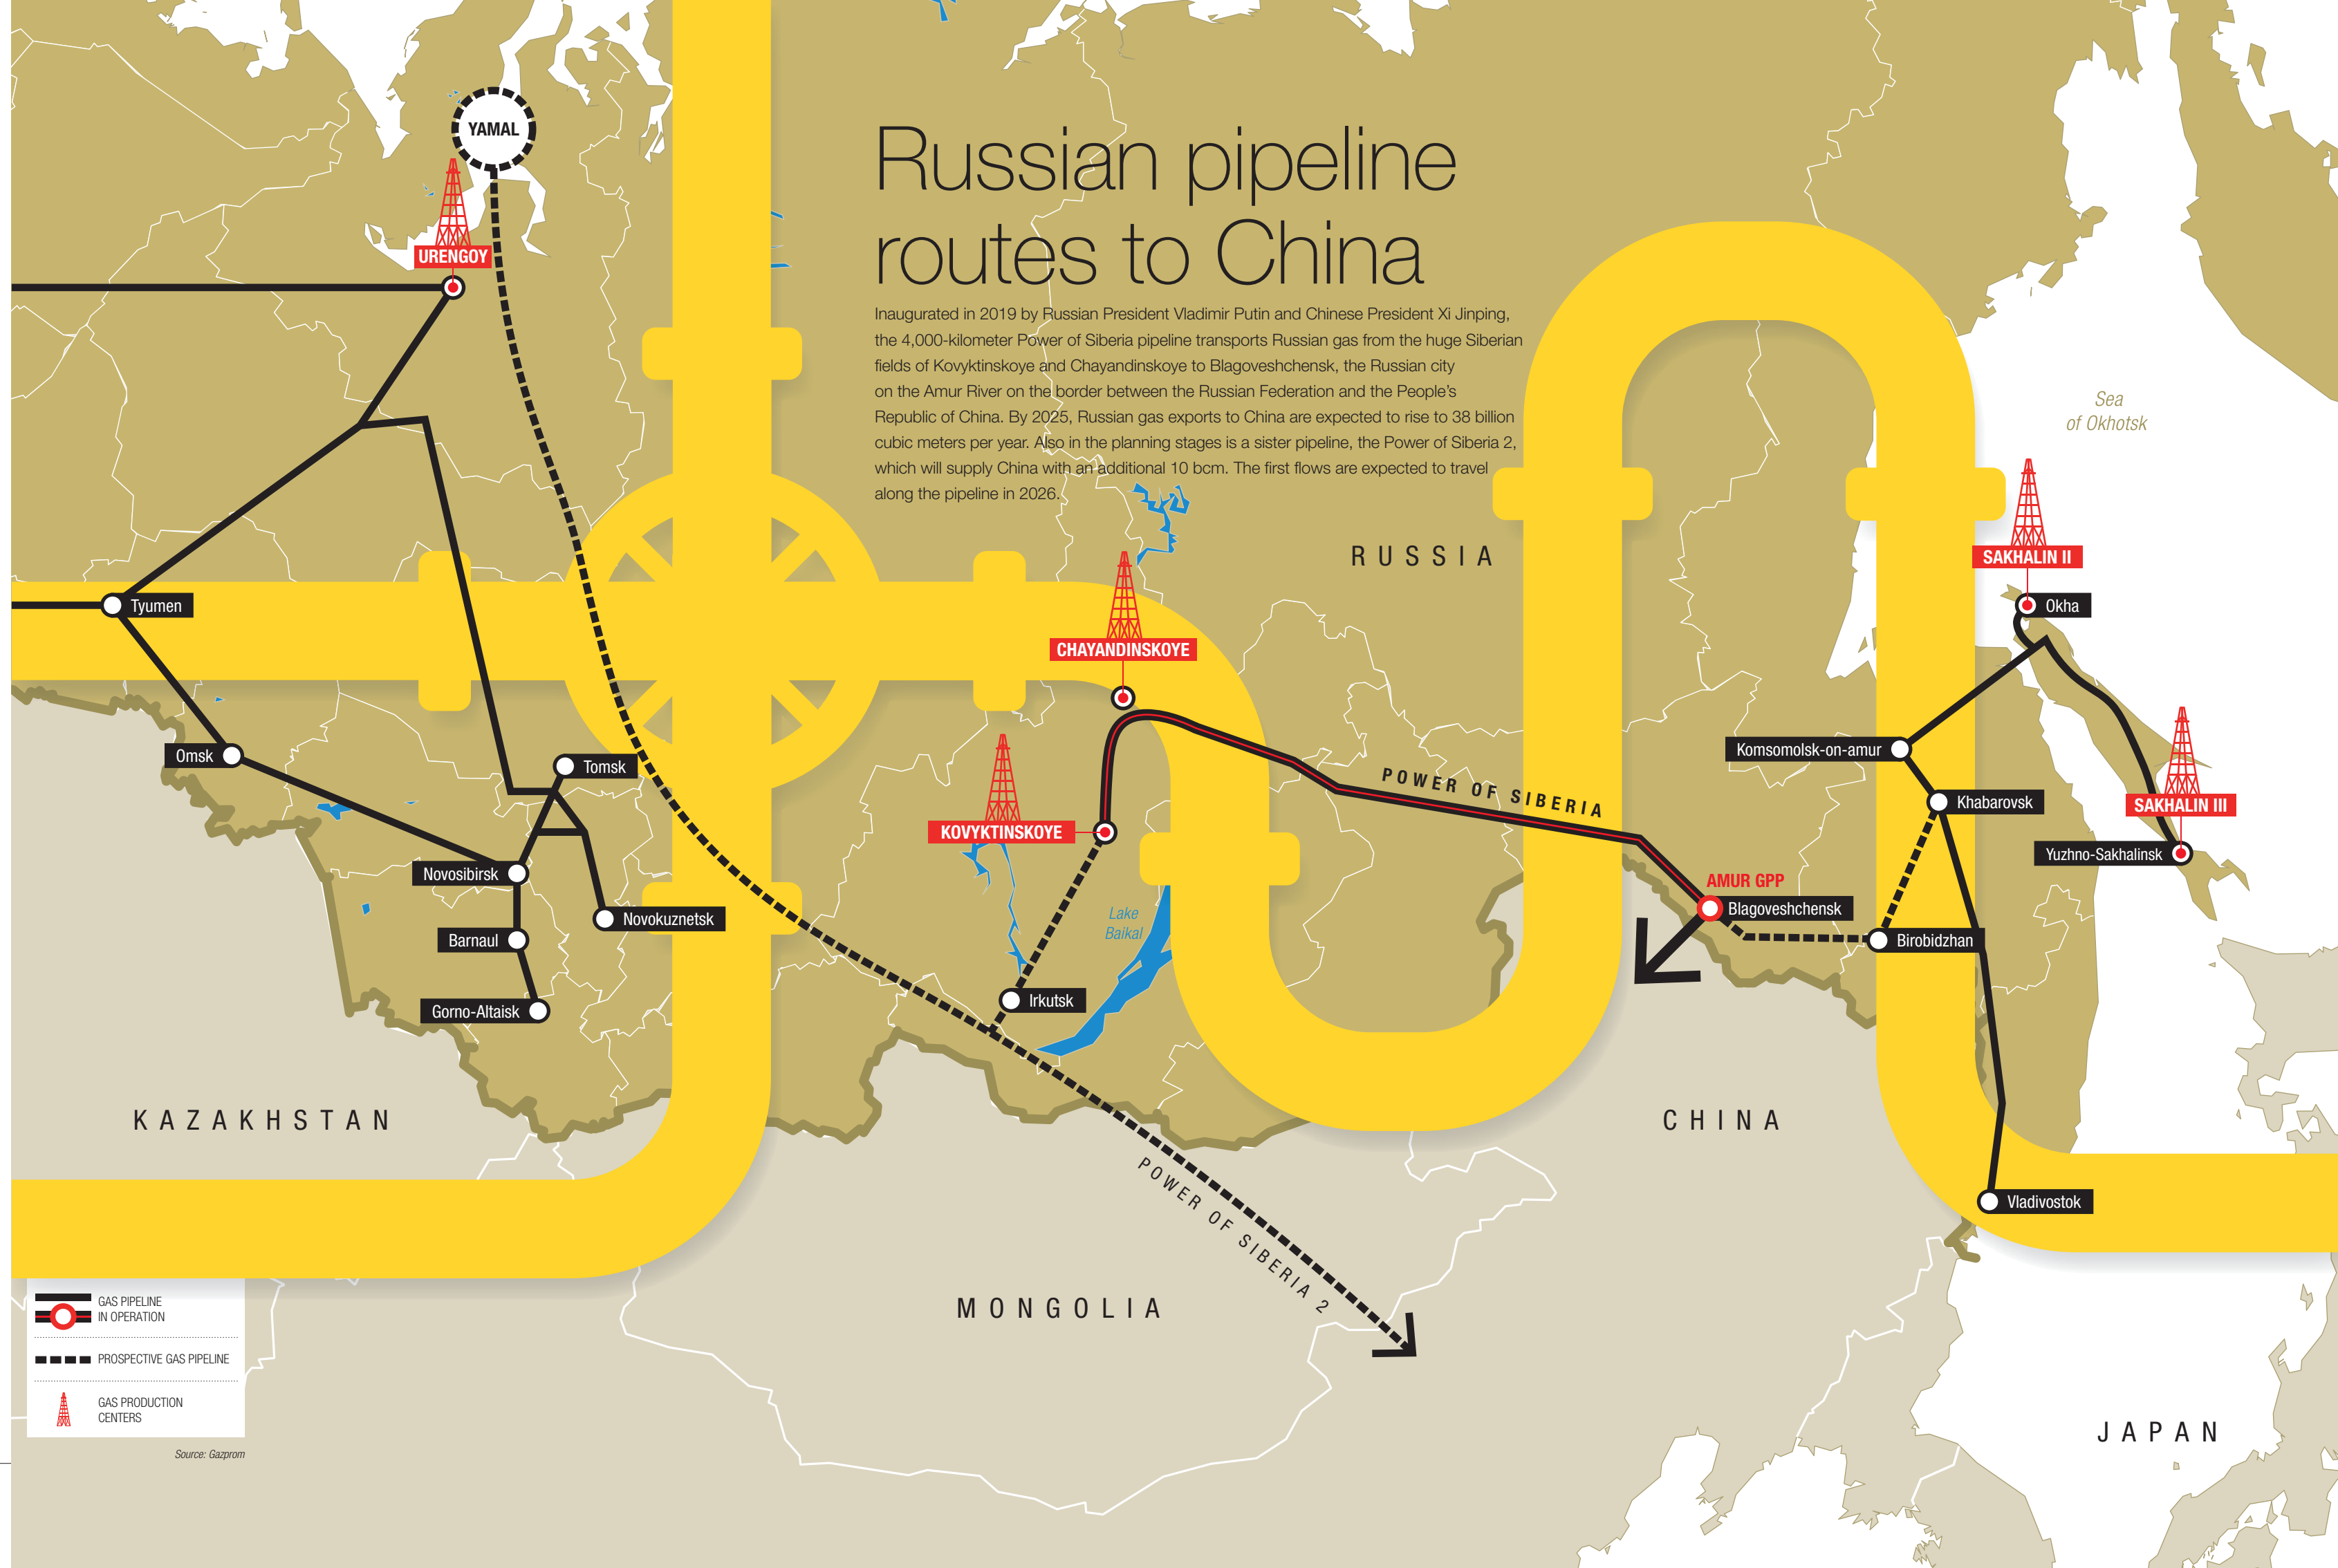 Russian pipeline
routes to China
Inaugurated in 2019 by Russian President Vladimir Putin and Chinese President Xi Jinping,
the 4,000-kilometer Power of Siberia pipeline transports Russian gas from the huge Siberian
fields of Kovyktinskoye and Chayandinskoye to Blagoveshchensk, the Russian city
on the Amur River on the border between the Russian Federation and the People's
Republic of China. By 2025, Russian gas exports to China are expected to rise to 38 billion
cubic meters per year. Also in the planning stages is a sister pipeline, the Power of Siberia 2,
which will supply China with an additional 10 bcm. The first flows are expected to travel
along the pipeline in 2026.
YAMAL
URENGOY
Sea
of Okhotsk
RUSSIA
SAKHALIN II
Okha
Tyumen
CHAYANDINSKOYE
Omsk
Tomsk
Komsomolsk-on-amur
POWER OF SIBERIA
Khabarovsk
SAKHALIN III
KOVYKTINSKOYE
Yuzhno-Sakhalinsk
Novosibirsk
AMUR GPP
Blagoveshchensk
Novokuznetsk
Lake
Baikal
Barnaul
Birobidzhan
Irkutsk
Gorno-Altaisk
KAZAKHSTAN
CHINA
POWER OF SIBERIA 2
Vladivostok
MONGOLIA
GAS PIPELINE
IN OPERATION
PROSPECTIVE GAS PIPELINE
GAS PRODUCTION
CENTERS
JAPAN
Source: Gazprom